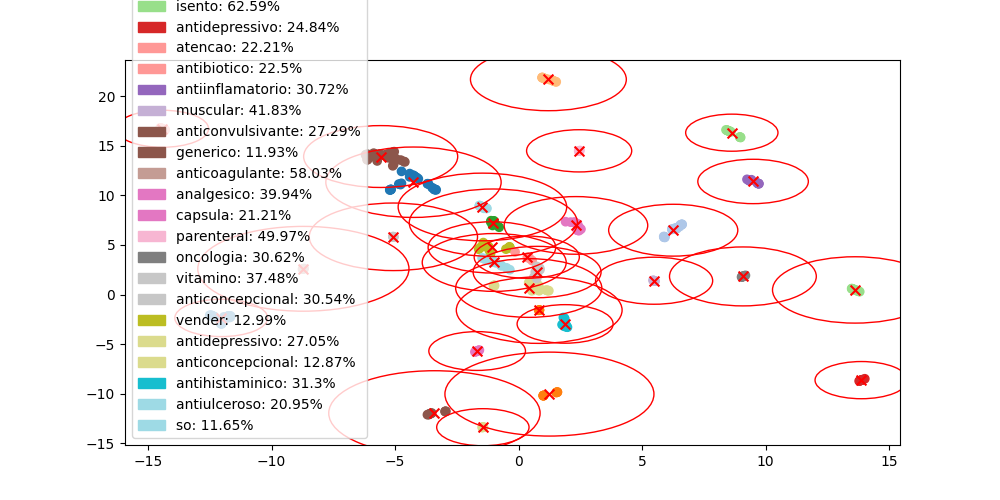 isento: 62.59%
antidepressivo: 24.84%
atencao: 22.21%
antibiotico: 22.5%
antiinflamatorio: 30.72%
muscular: 41.83%
anticonvulsivante: 27.29%
generico: 11.93%
anticoagulante: 58.03%
analgesico: 39.94%
capsula: 21.21%
parenteral: 49.97%
oncologia: 30.62%
vitamino: 37.48%
anticoncepcional: 30.54%
vender: 12.99%
antidepressivo: 27.05%
anticoncepcional: 12.87%
antihistaminico: 31.3%
antiulceroso: 20.95%
so: 11.65%
20
15
10
5
0
−5
−10
−15
−15 −10 −5 0 5 10 15